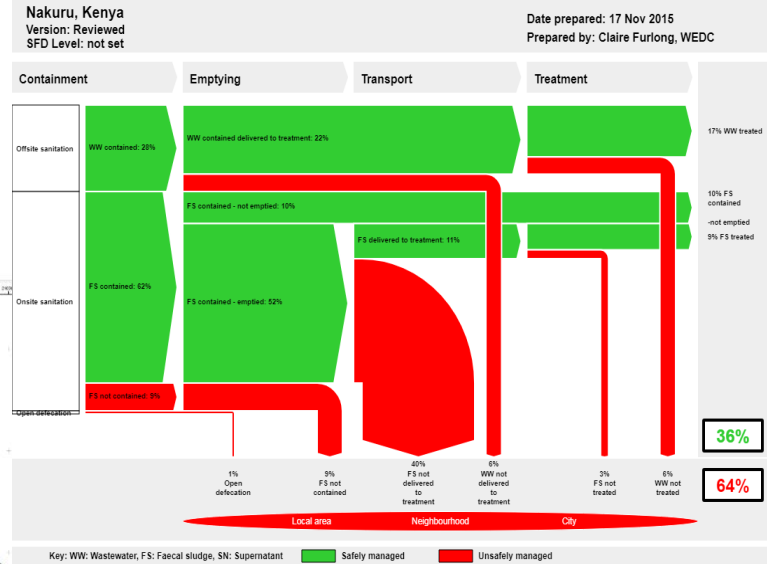 Nakuru, Kenya
Version: Reviewed
SFD Level: not set
Date prepared: 17 Nov 2015
Prepared by: Claire Furlong, WEDC
Containment
Emptying
Transport
Treatment
Offsite sanitation
WW contained: 28%
WW contained delivered to treatment: 22%
17% WW treated
FS contained - not emptied: 10%
10% FS
contained
-not emptied
FS delivered to treatment: 11%
9% FS treated
Onsite sanitation
FS contained: 62%
FS contained - emptied: 52%
FS not contained: 9%
Open defecation
36%
1%
Open
defecation
9%
FS not
contained
40%
FS not
delivered
to
treatment
6%
WW not
delivered
to
treatment
3%
FS not
treated
6%
WW not
treated
64%
Local area
Neighbourhood
City
Key: WW: Wastewater, FS: Faecal sludge, SN: Supernatant
Safely managed
Unsafely managed